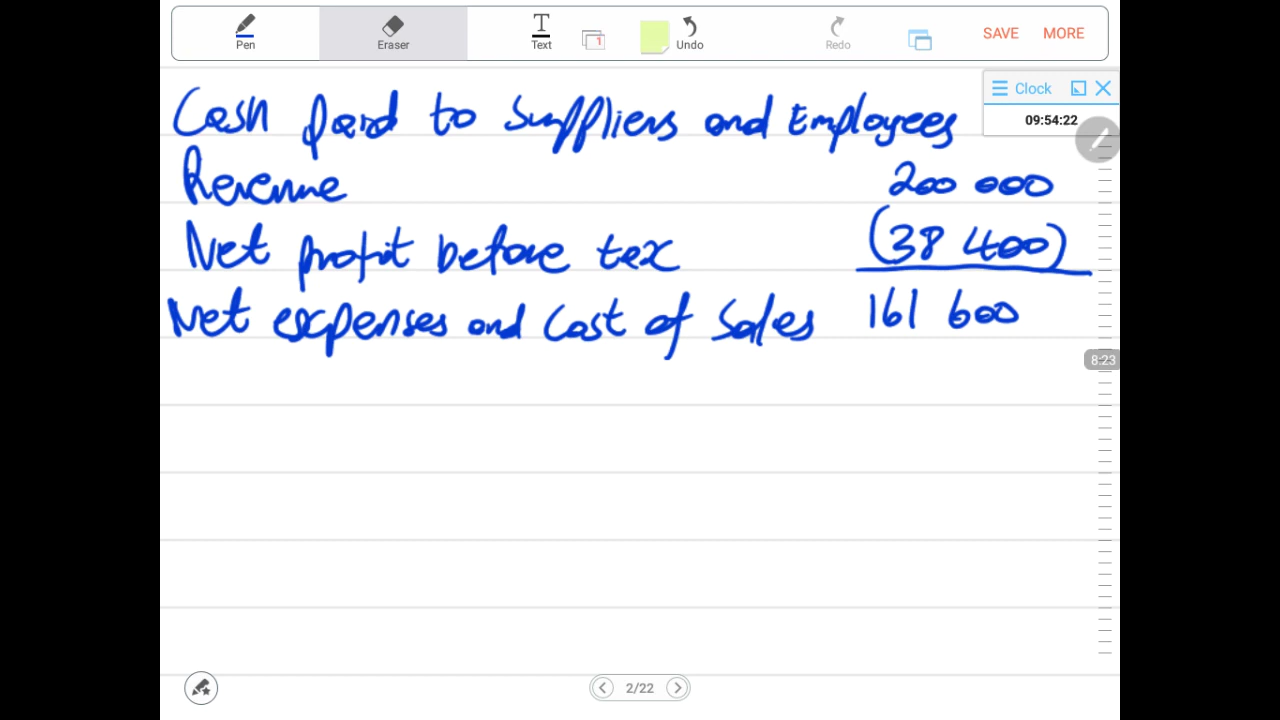 Pen
Eraser
Text
1
Undo
Redo
SAVE
MORE
Clock
09:54:22
Cash paid to Suppliers and Employees
Revenue 200 000
Net profit before tax (38 400)
Net expenses and Cost of Sales 161 600
8:23
2/22